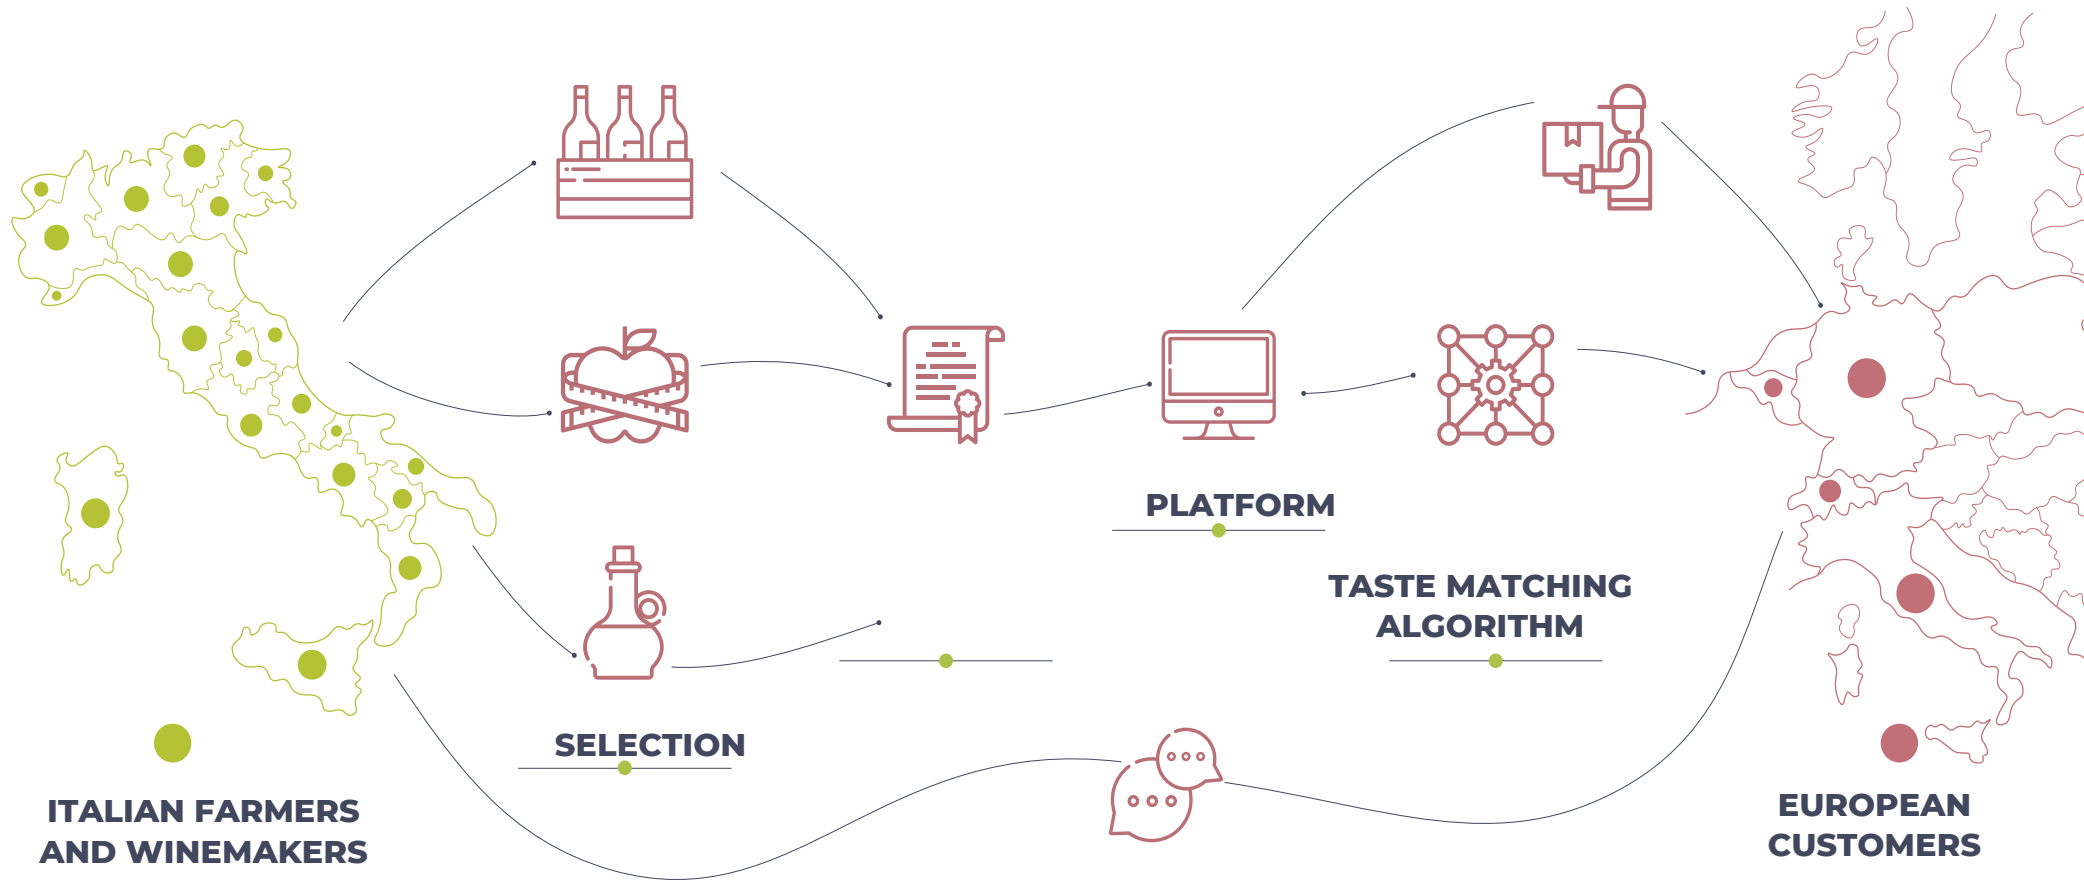 PLATFORM
TASTE MATCHING
ALGORITHM
SELECTION
ITALIAN FARMERS
AND WINEMAKERS
EUROPEAN
CUSTOMERS